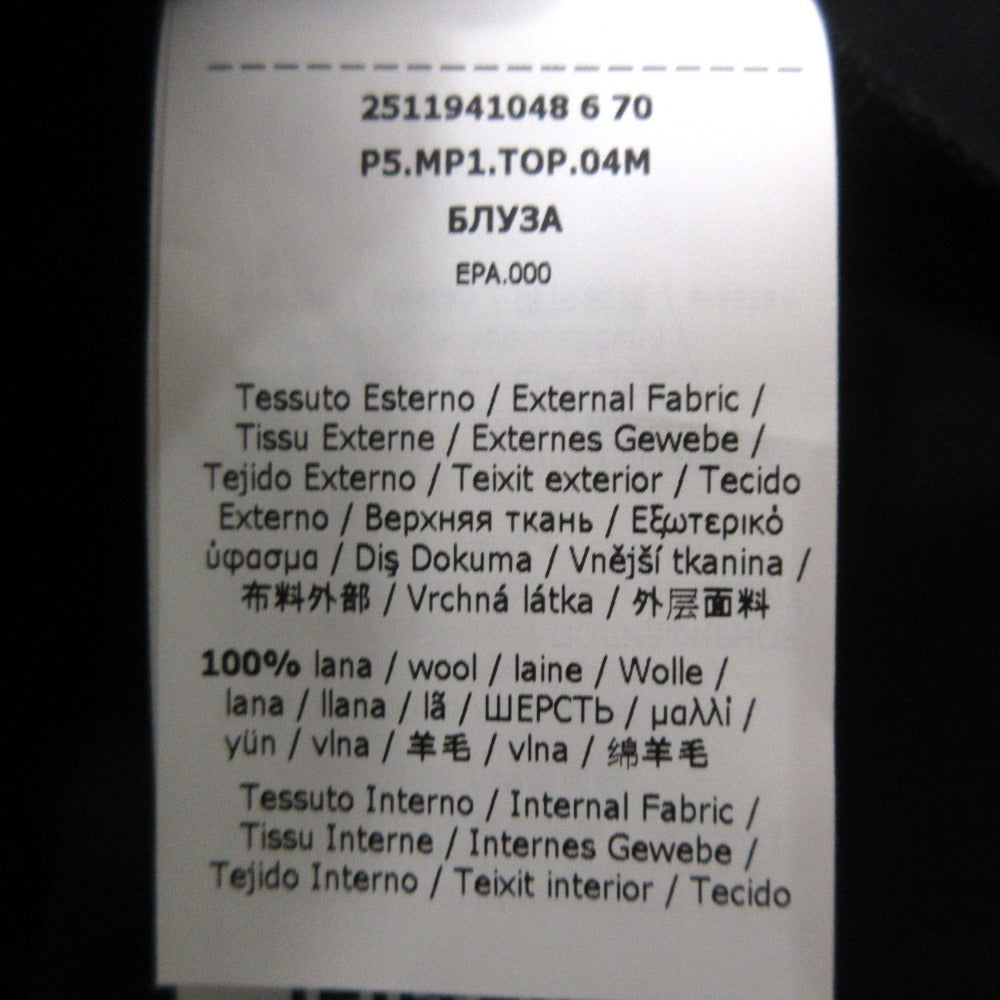 2511941048 6 70
P5.MP1.TOP.04M
БЛУЗА
EPA.000
Tessuto Esterno / External Fabric /
Tissu Externe / Externes Gewebe /
Tejido Externo / Teixit exterior / Tecido
Externo / Верхняя ткань / Εξωτερικό
ύφασμα / Diş Dokuma / Vnější tkanina /
布料外部 / Vrchná látka / 外层面料
100% lana / wool / laine / Wolle /
lana / llana / lã / ШЕРСТЬ / μαλλί /
yün / vlna / 羊毛 / vlna / 绵羊毛
Tessuto Interno / Internal Fabric /
Tissu Interne / Internes Gewebe /
Tejido Interno / Teixit interior / Tecido